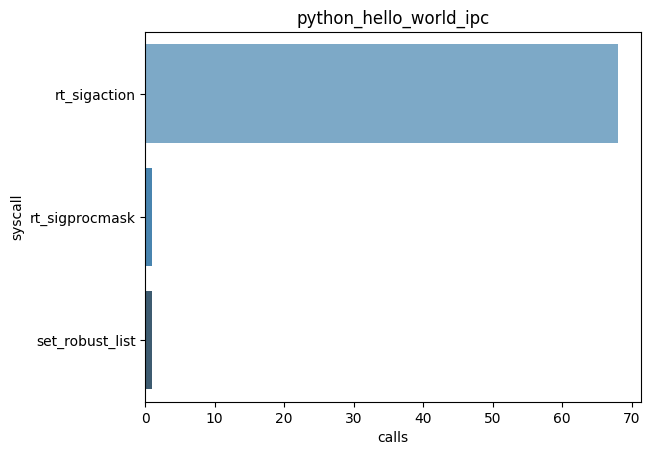 python_hello_world_ipc
rt_sigaction
rt_sigprocmask
set_robust_list
syscall
0 10 20 30 40 50 60 70
calls